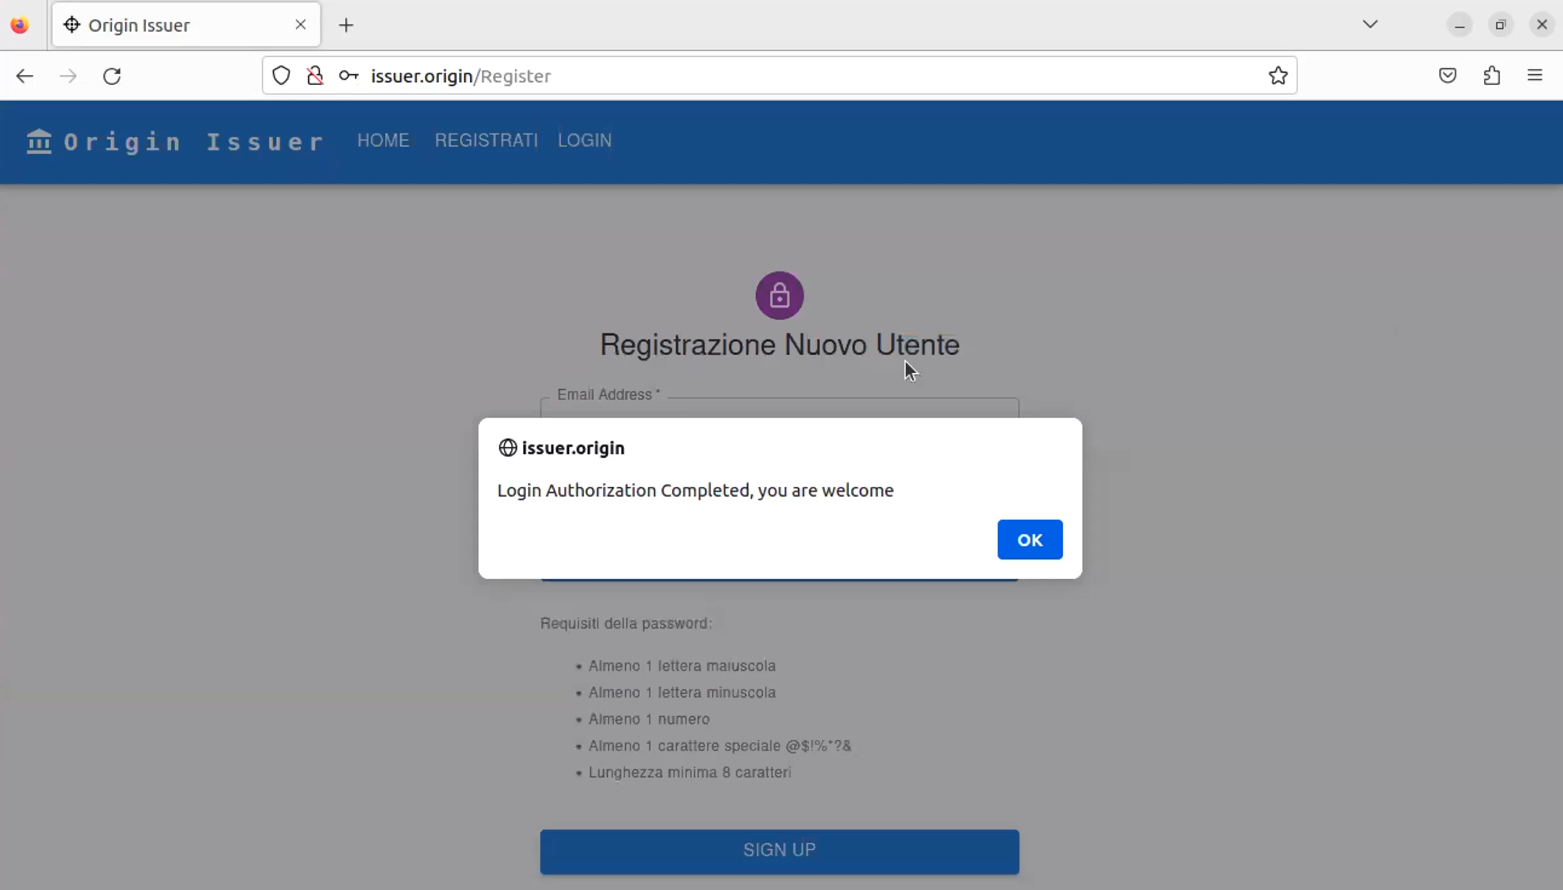 Origin Issuer
issuer.origin/Register
Origin Issuer HOME REGISTRATI LOGIN
Registrazione Nuovo Utente
Email Address *
issuer.origin
Login Authorization Completed, you are welcome
OK
Requisiti della password:
• Almeno 1 lettera maiuscola
• Almeno 1 lettera minuscola
• Almeno 1 numero
• Almeno 1 carattere speciale @$!%*?&
• Lunghezza minima 8 caratteri
SIGN UP